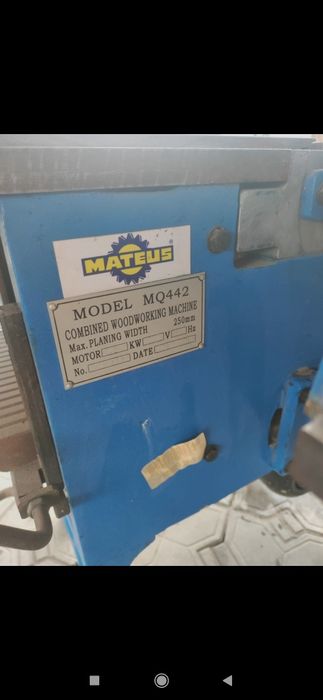 MATEUS
MODEL MQ442
COMBINED WOODWORKING MACHINE
Max. PLANING WIDTH 250mm
MOTOR KW V Hz
No. DATE